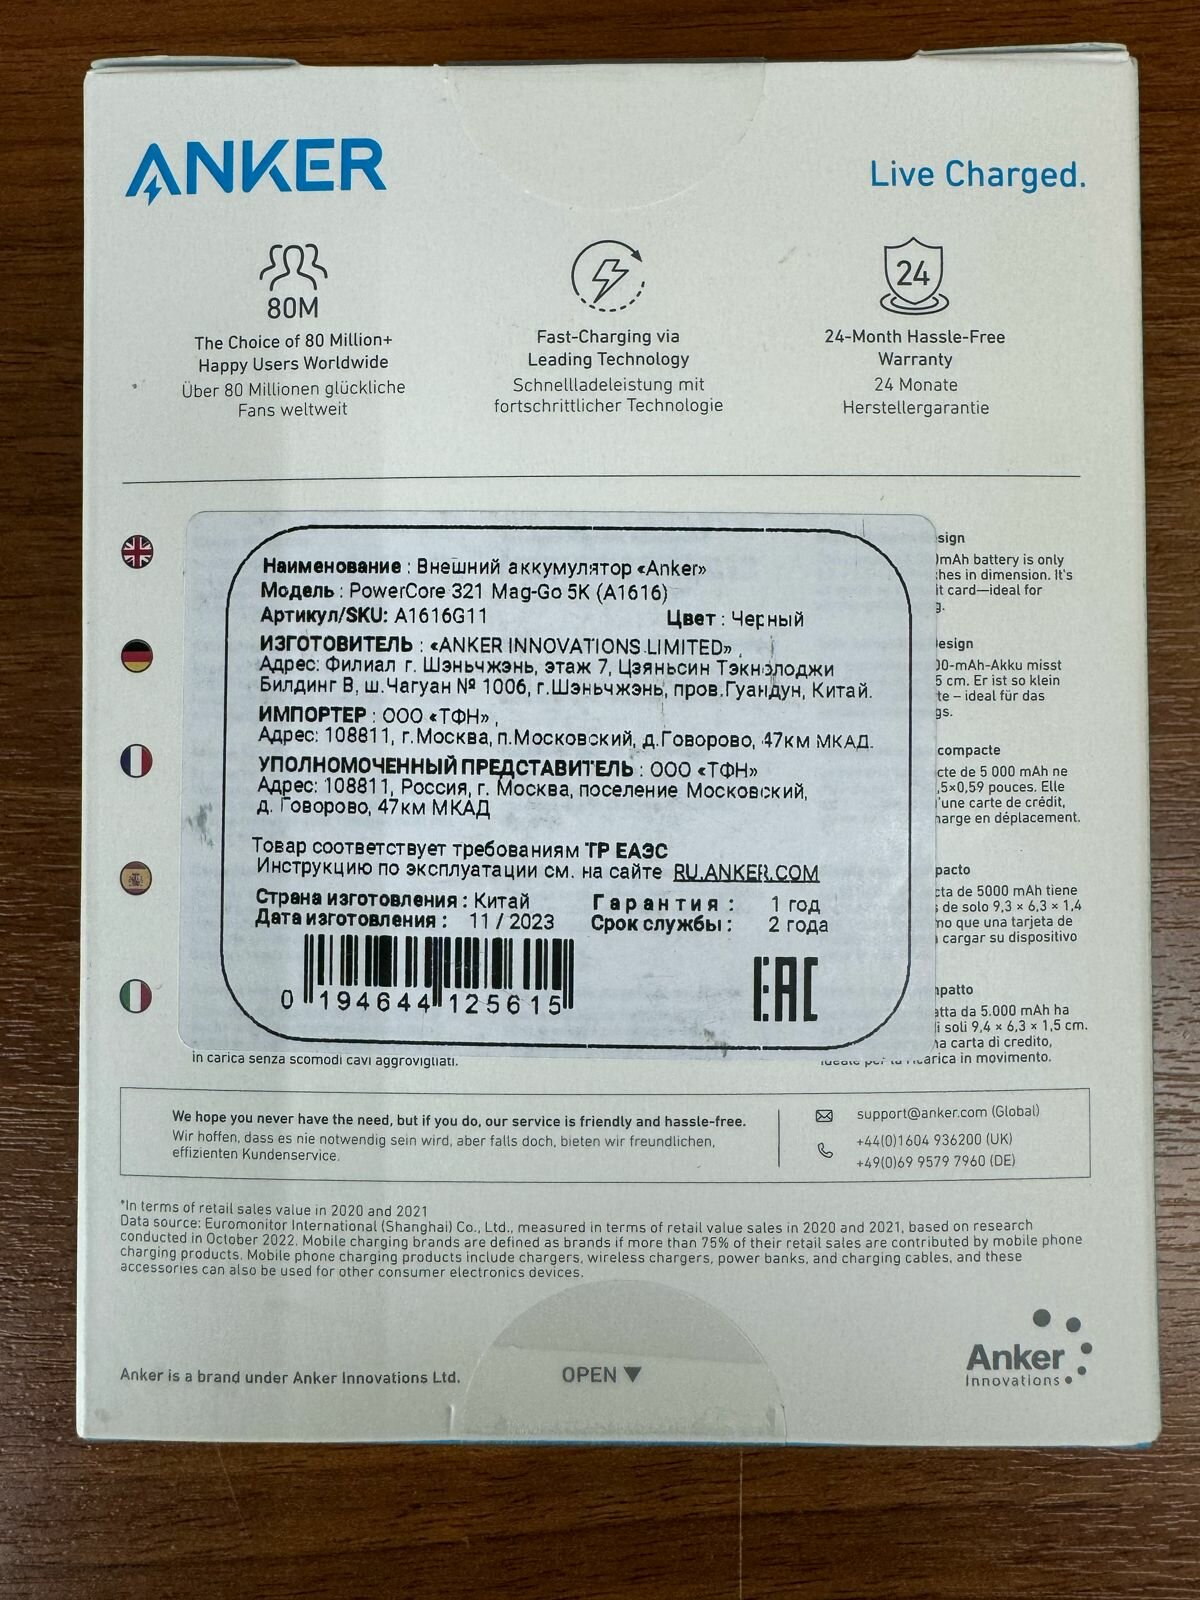 ANKER
Live Charged.
80M
The Choice of 80 Million+
Happy Users Worldwide
Über 80 Millionen glückliche
Fans weltweit
Fast-Charging via
Leading Technology
Schnellladeleistung mit
fortschrittlicher Technologie
24
24-Month Hassle-Free
Warranty
24 Monate
Herstellergarantie
Наименование : Внешний аккумулятор «Anker»
Модель : PowerCore 321 Mag-Go 5K (A1616)
Артикул/SKU: A1616G11 Цвет : Черный
ИЗГОТОВИТЕЛЬ : «ANKER INNOVATIONS LIMITED» ,
Адрес: Филиал г. Шэньчжэнь, этаж 7, Цзяньсин Тэкнолоджи
Билдинг В, ш.Чагуан № 1006, г.Шэньчжэнь, пров.Гуандун, Китай.
ИМПОРТЕР : ООО «ТФН» ,
Адрес: 108811, г.Москва, п.Московский, д.Говорово, 47км МКАД.
УПОЛНОМОЧЕННЫЙ ПРЕДСТАВИТЕЛЬ : ООО «ТФН»
Адрес: 108811, Россия, г. Москва, поселение Московский,
д. Говорово, 47км МКАД
Товар соответствует требованиям ТР ЕАЭС
Инструкцию по эксплуатации см. на сайте RU.ANKER.COM
Страна изготовления : Китай Гарантия : 1 год
Дата изготовления : 11 / 2023 Срок службы : 2 года
0 194644 125615
EAC
mAh battery is only
in dimension. It's
card—ideal for
00-mAh-Akku misst
5 cm. Er ist so klein
– ideal für das
compacte
de 5 000 mAh ne
5×0,59 pouces. Elle
'une carte de crédit,
en déplacement.
de 5000 mAh tiene
de solo 9,3 × 6,3 × 1,4
que una tarjeta de
cargar su dispositivo
da 5.000 mAh ha
soli 9,4 × 6,3 × 1,5 cm.
carta di credito,
in carica senza scomodi cavi aggrovigliati.
in movimento.
We hope you never have the need, but if you do, our service is friendly and hassle-free.
Wir hoffen, dass es nie notwendig sein wird, aber falls doch, bieten wir freundlichen,
effizienten Kundenservice.
support@anker.com (Global)
+44(0)1604 936200 (UK)
+49(0)69 9579 7960 (DE)
*In terms of retail sales value in 2020 and 2021
Data source: Euromonitor International (Shanghai) Co., Ltd., measured in terms of retail value sales in 2020 and 2021, based on research
conducted in October 2022. Mobile charging brands are defined as brands if more than 75% of their retail sales are contributed by mobile phone
charging products. Mobile phone charging products include chargers, wireless chargers, power banks, and charging cables, and these
accessories can also be used for other consumer electronics devices.
Anker is a brand under Anker Innovations Ltd.
OPEN ▼
Anker
Innovations